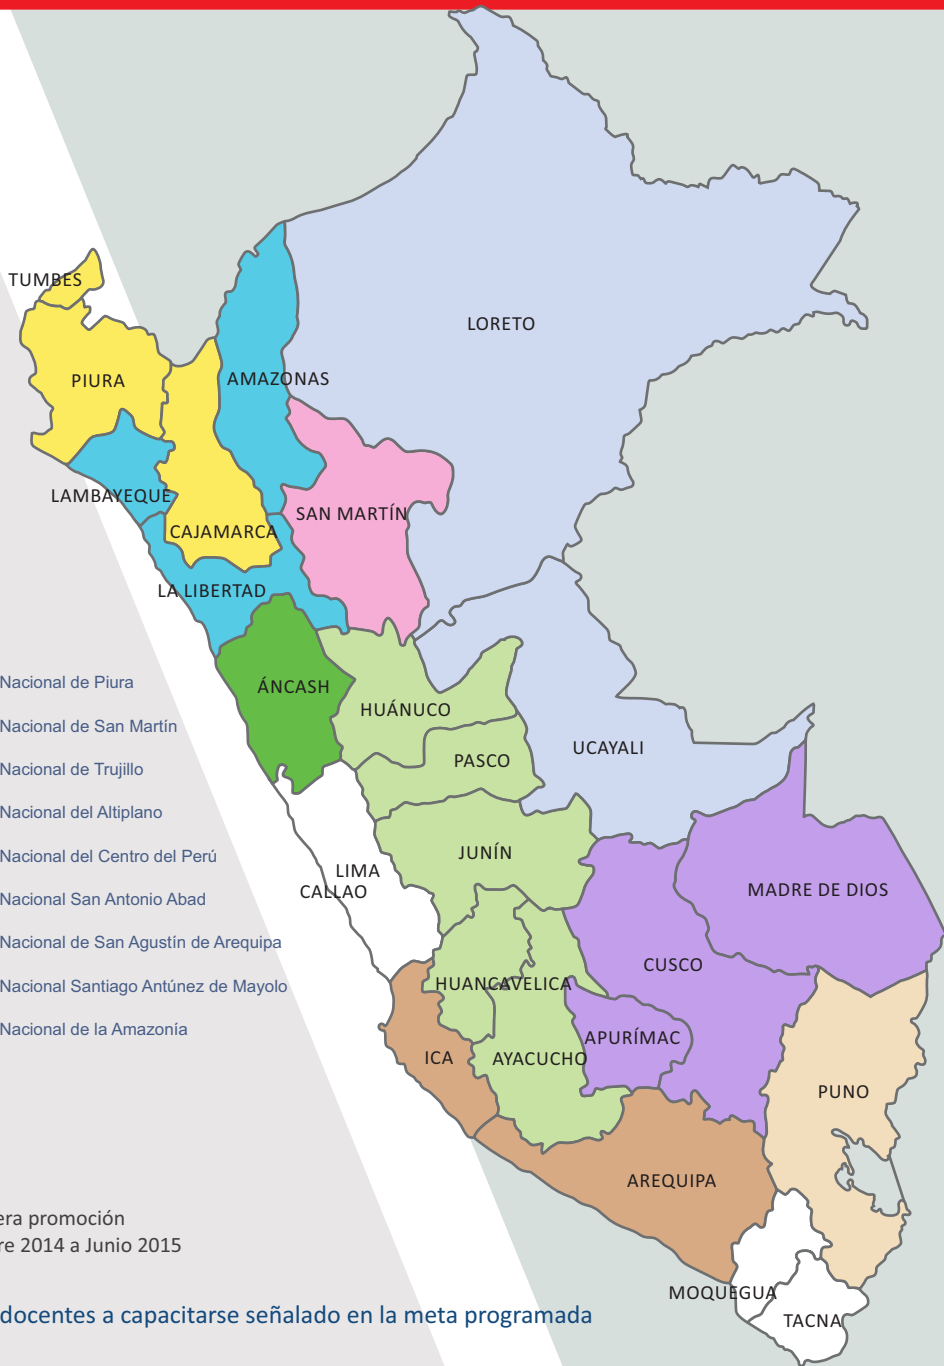 TUMBES
LORETO
PIURA
AMAZONAS
LAMBAYEQUE
SAN MARTÍN
CAJAMARCA
LA LIBERTAD
ÁNCASH
HUÁNUCO
UCAYALI
PASCO
JUNÍN
LIMA
CALLAO
MADRE DE DIOS
CUSCO
HUANCAVELICA
APURÍMAC
ICA
AYACUCHO
PUNO
AREQUIPA
MOQUEGUA
TACNA
Nacional de Piura
Nacional de San Martín
Nacional de Trujillo
Nacional del Altiplano
Nacional del Centro del Perú
Nacional San Antonio Abad
Nacional de San Agustín de Arequipa
Nacional Santiago Antúnez de Mayolo
Nacional de la Amazonía
era promoción
re 2014 a Junio 2015
docentes a capacitarse señalado en la meta programada